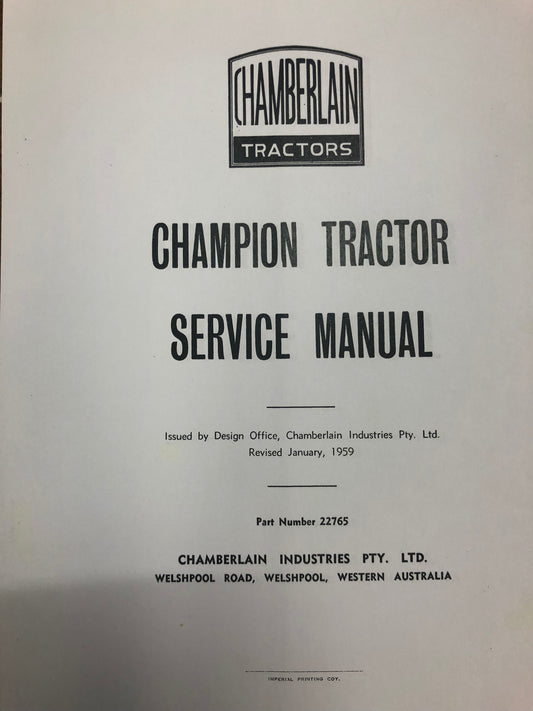 CHAMBERLAIN
TRACTORS
CHAMPION TRACTOR
SERVICE MANUAL
Issued by Design Office, Chamberlain Industries Pty. Ltd.
Revised January, 1959
Part Number 22765
CHAMBERLAIN INDUSTRIES PTY. LTD.
WELSHPOOL ROAD, WELSHPOOL, WESTERN AUSTRALIA
IMPERIAL PRINTING COY.